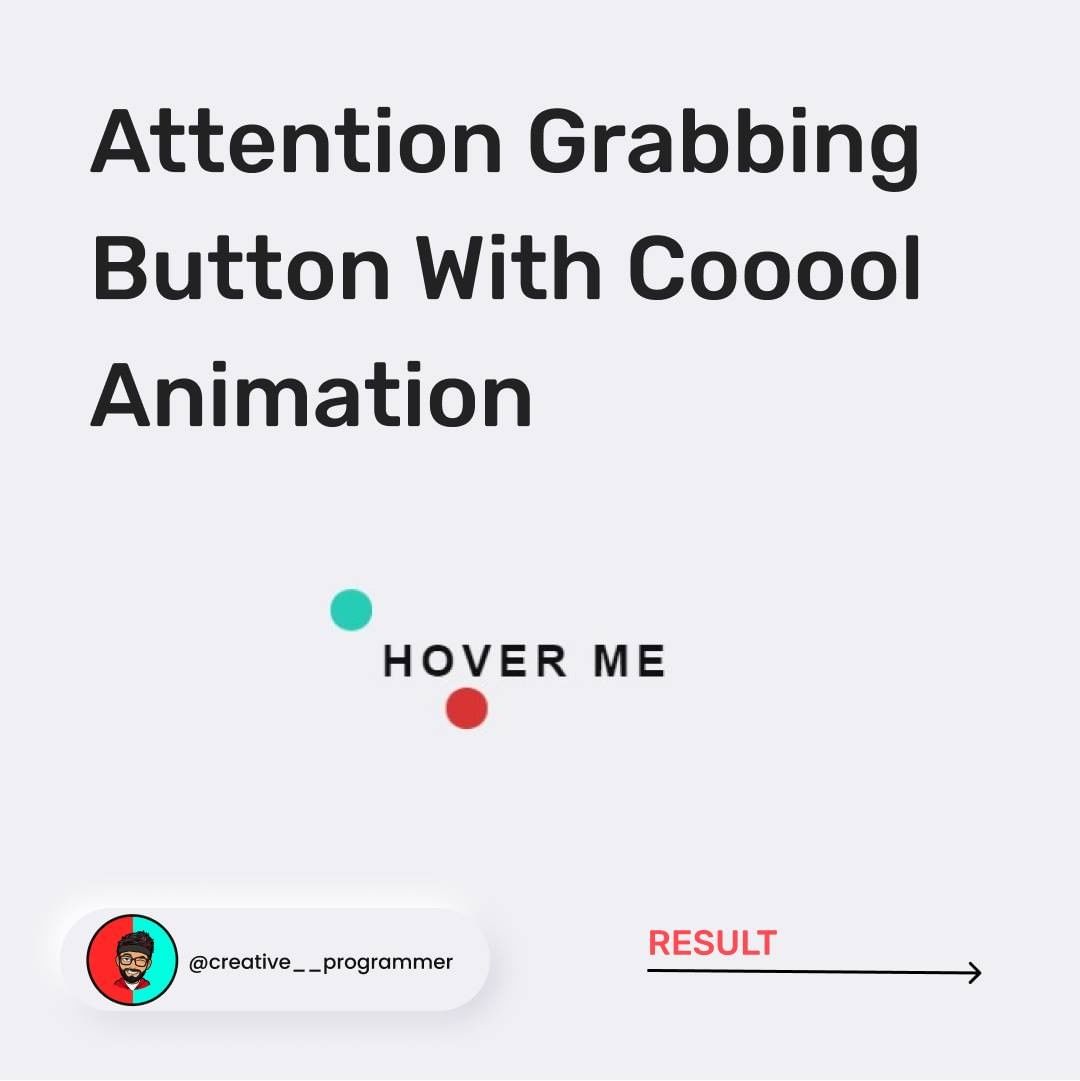 Attention Grabbing
Button With Cooool
Animation
HOVER ME
@creative__programmer
RESULT